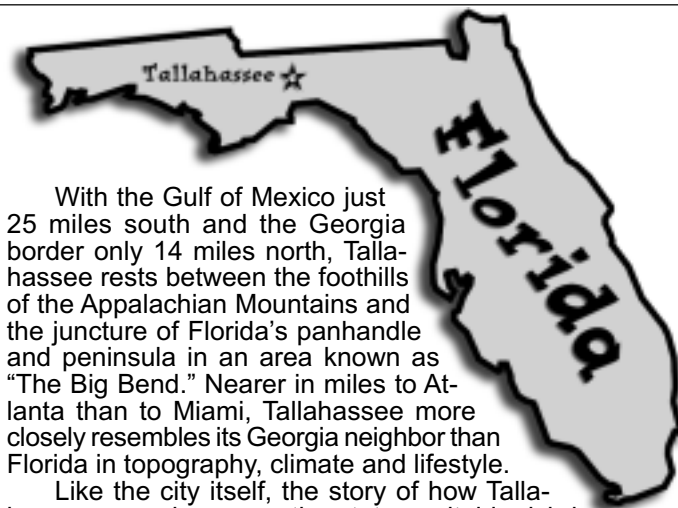 Tallahassee
Florida
With the Gulf of Mexico just
25 miles south and the Georgia
border only 14 miles north, Talla-
hassee rests between the foothills
of the Appalachian Mountains and
the juncture of Florida’s panhandle
and peninsula in an area known as
“The Big Bend.” Nearer in miles to At-
lanta than to Miami, Tallahassee more
closely resembles its Georgia neighbor than
Florida in topography, climate and lifestyle.
Like the city itself, the story of how Talla-